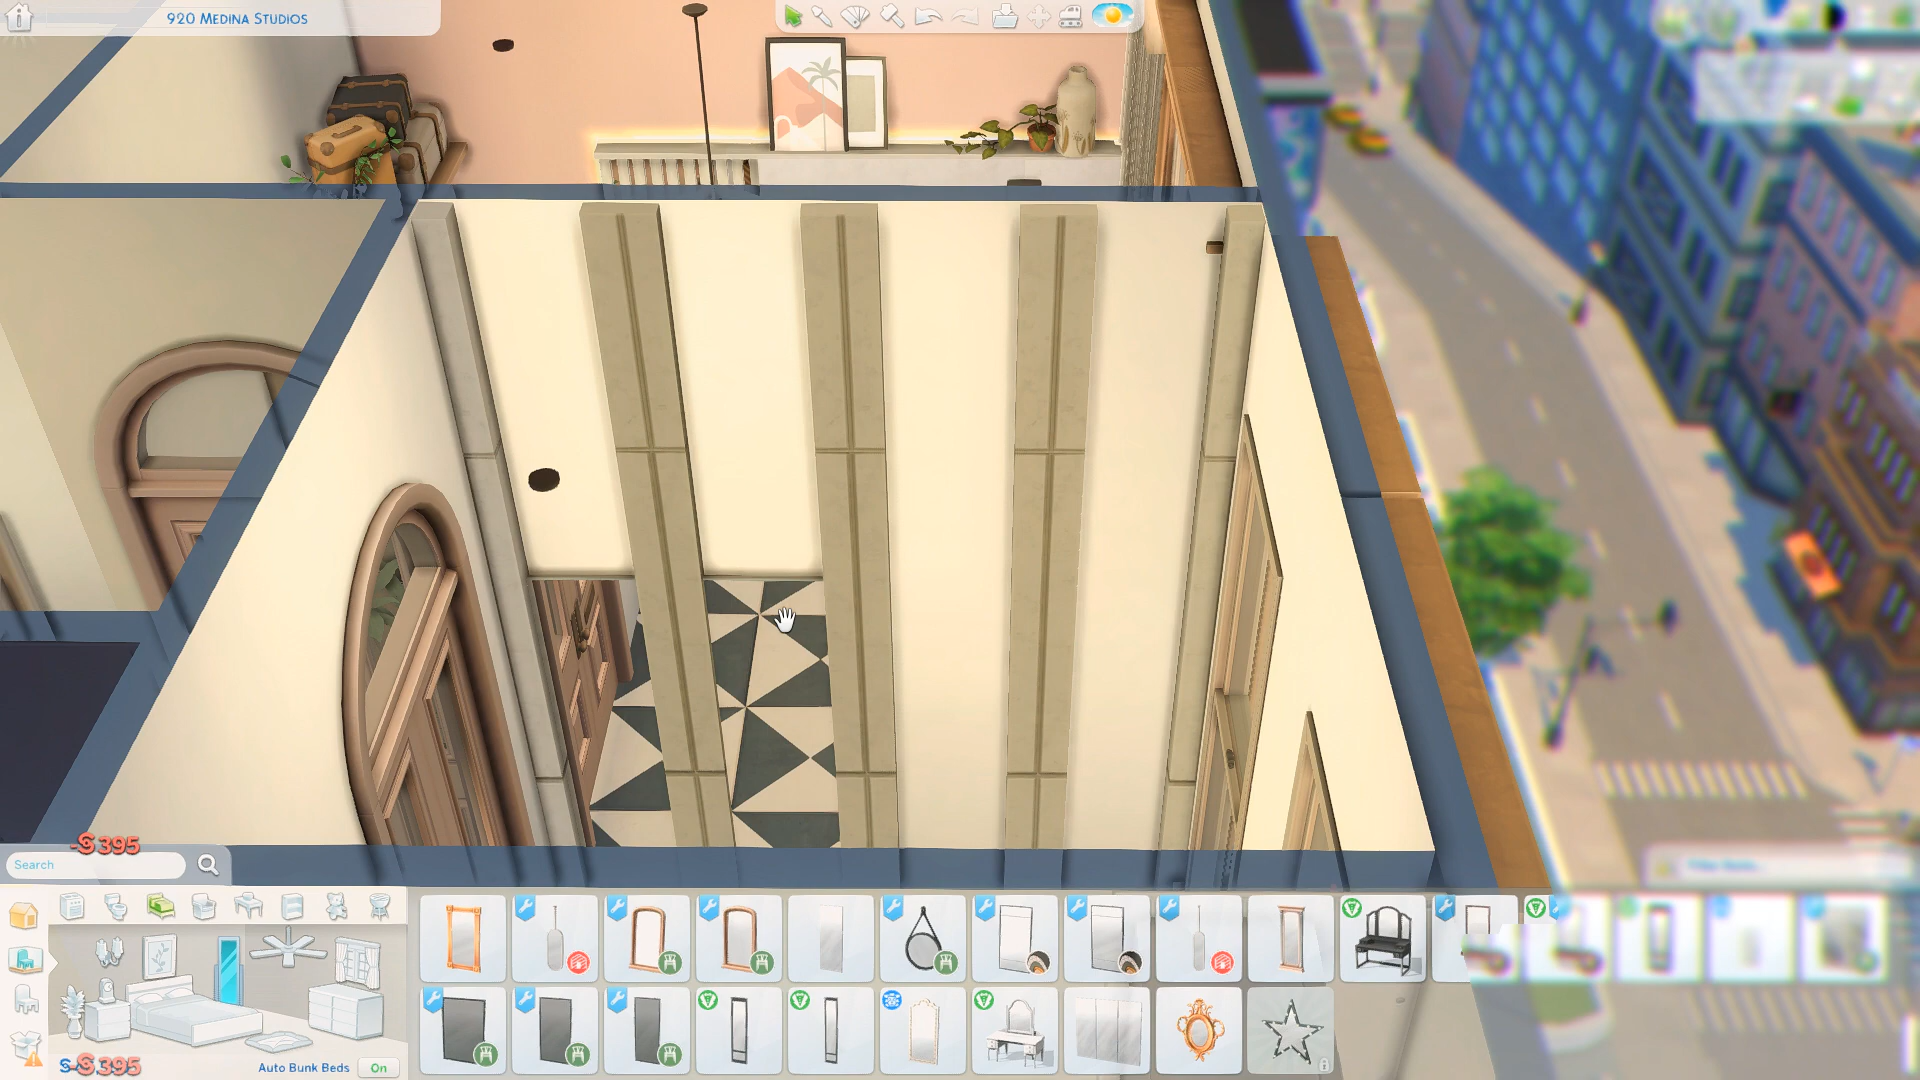 920 MEDINA STUDIOS
-§395
Search
-§395
Auto Bunk Beds On